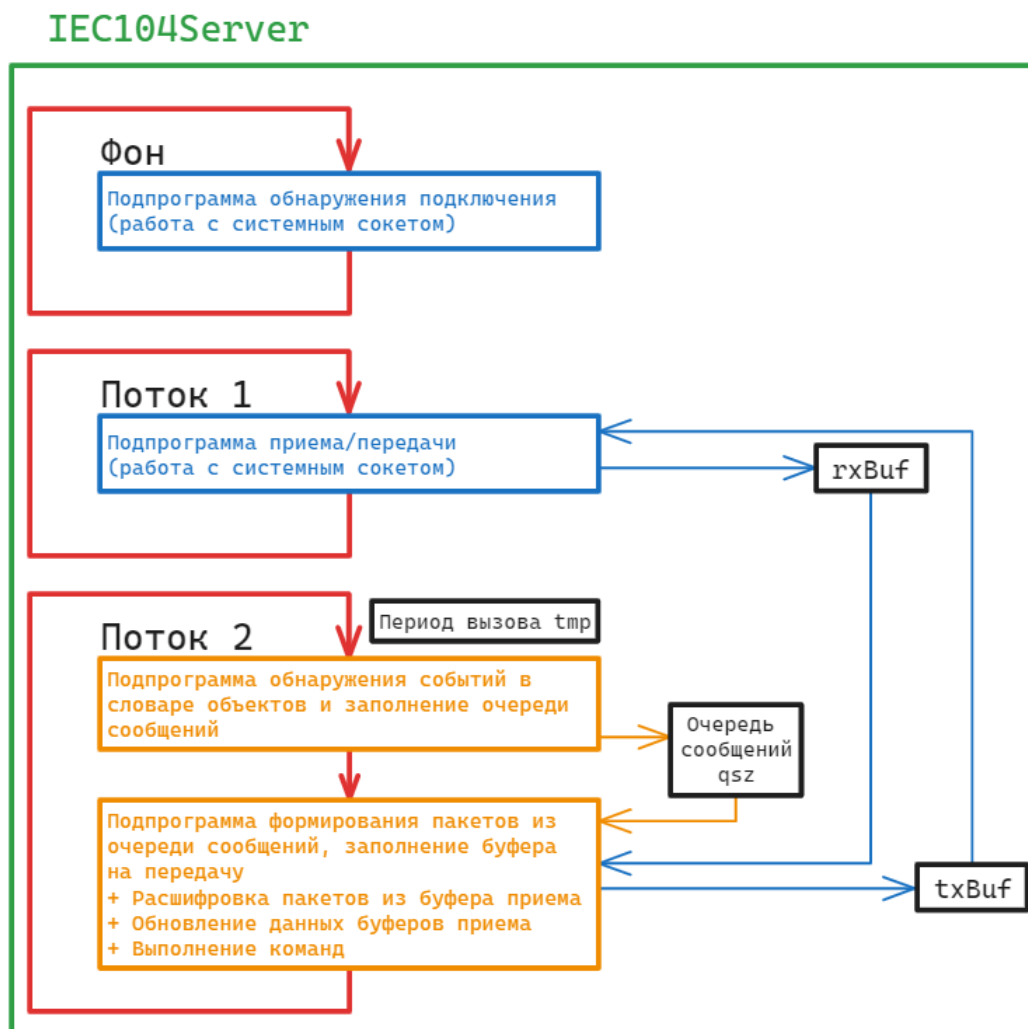 IEC104Server
Фон
Подпрограмма обнаружения подключения
(работа с системным сокетом)
Поток 1
Подпрограмма приема/передачи
(работа с системным сокетом)
rxBuf
Период вызова tmp
Поток 2
Подпрограмма обнаружения событий в
словаре объектов и заполнение очереди
сообщений
Очередь
сообщений
qsz
Подпрограмма формирования пакетов из
очереди сообщений, заполнение буфера
на передачу
+ Расшифровка пакетов из буфера приема
+ Обновление данных буферов приема
+ Выполнение команд
txBuf